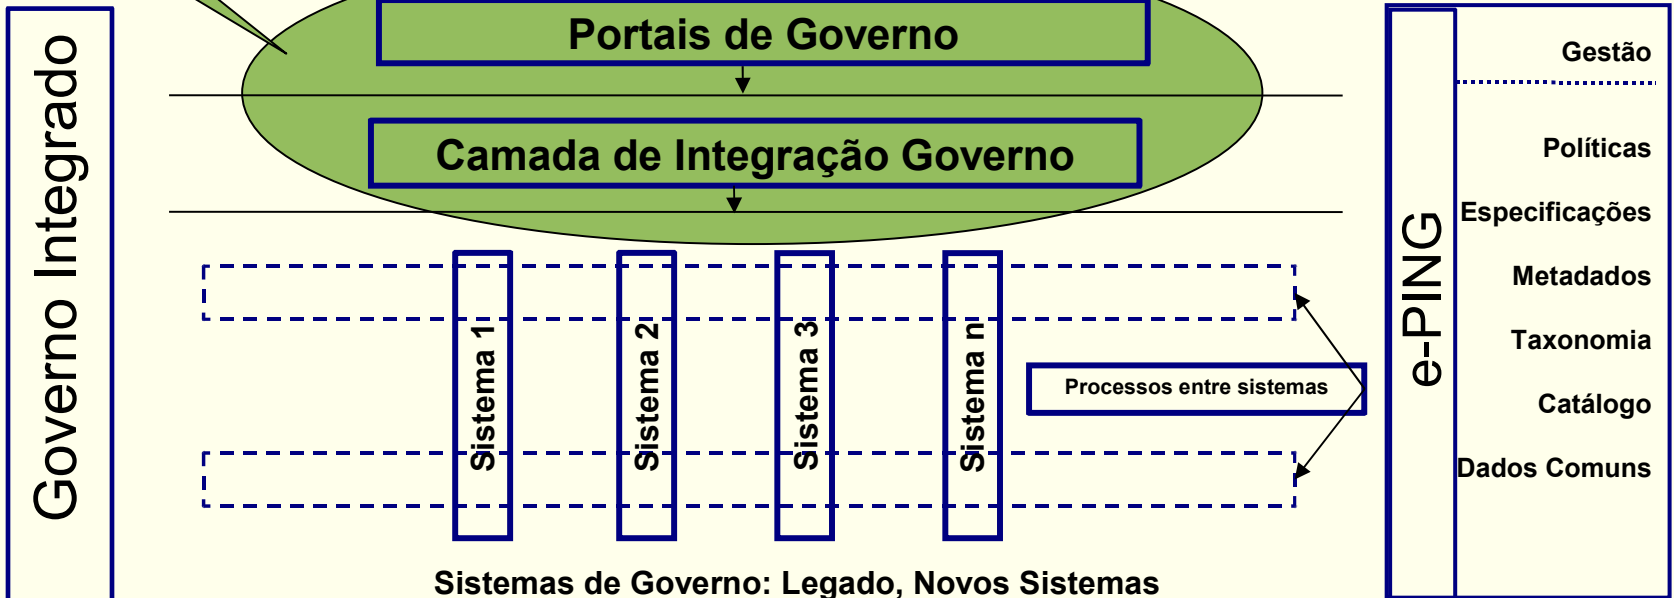 Governo Integrado
Portais de Governo
Camada de Integração Governo
Sistema 1
Sistema 2
Sistema 3
Sistema n
Processos entre sistemas
Sistemas de Governo: Legado, Novos Sistemas
e-PING
Gestão
Políticas
Especificações
Metadados
Taxonomia
Catálogo
Dados Comuns